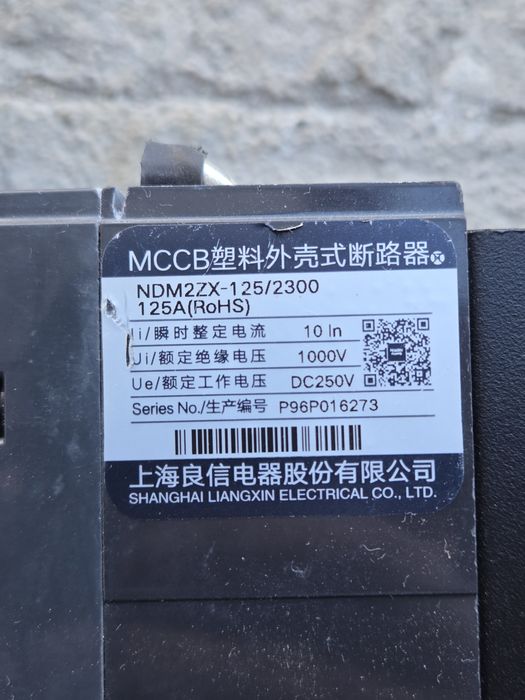 MCCB塑料外壳式断路器
NDM2ZX-125/2300
125A(RoHS)
Ii/瞬时整定电流 10 In
Ui/额定绝缘电压 1000V
Ue/额定工作电压 DC250V
Series No./生产编号 P96P016273
上海良信电器股份有限公司
SHANGHAI LIANGXIN ELECTRICAL CO., LTD.